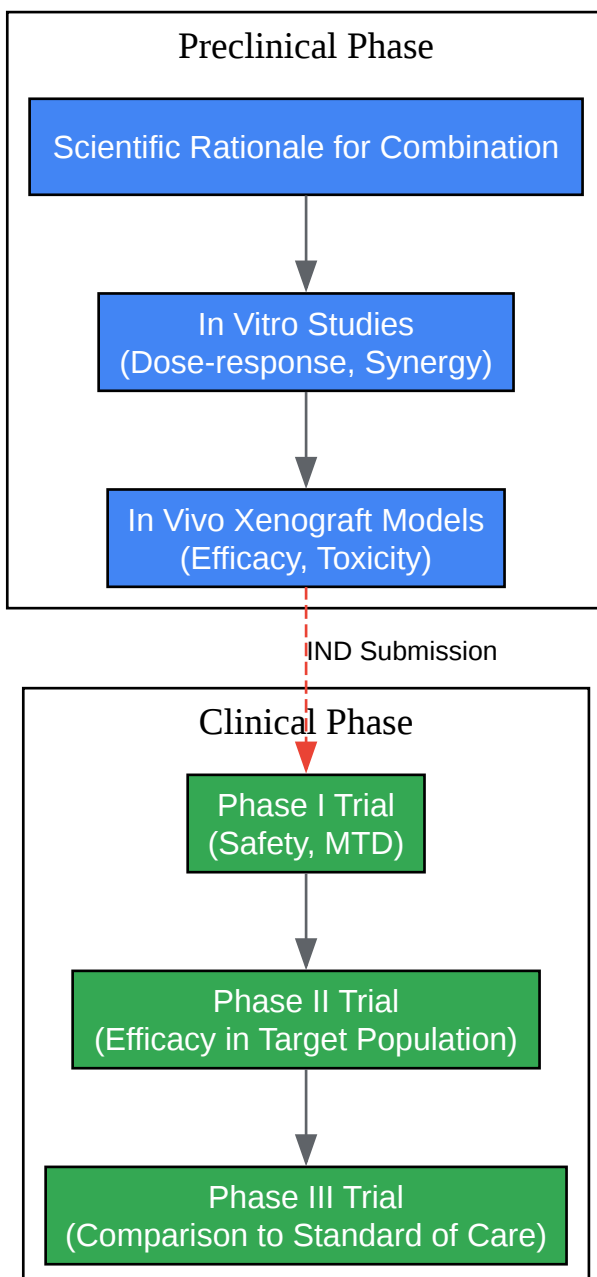 Preclinical Phase
Scientific Rationale for Combination
In Vitro Studies
(Dose-response, Synergy)
In Vivo Xenograft Models
(Efficacy, Toxicity)
IND Submission
Clinical Phase
Phase I Trial
(Safety, MTD)
Phase II Trial
(Efficacy in Target Population)
Phase III Trial
(Comparison to Standard of Care)